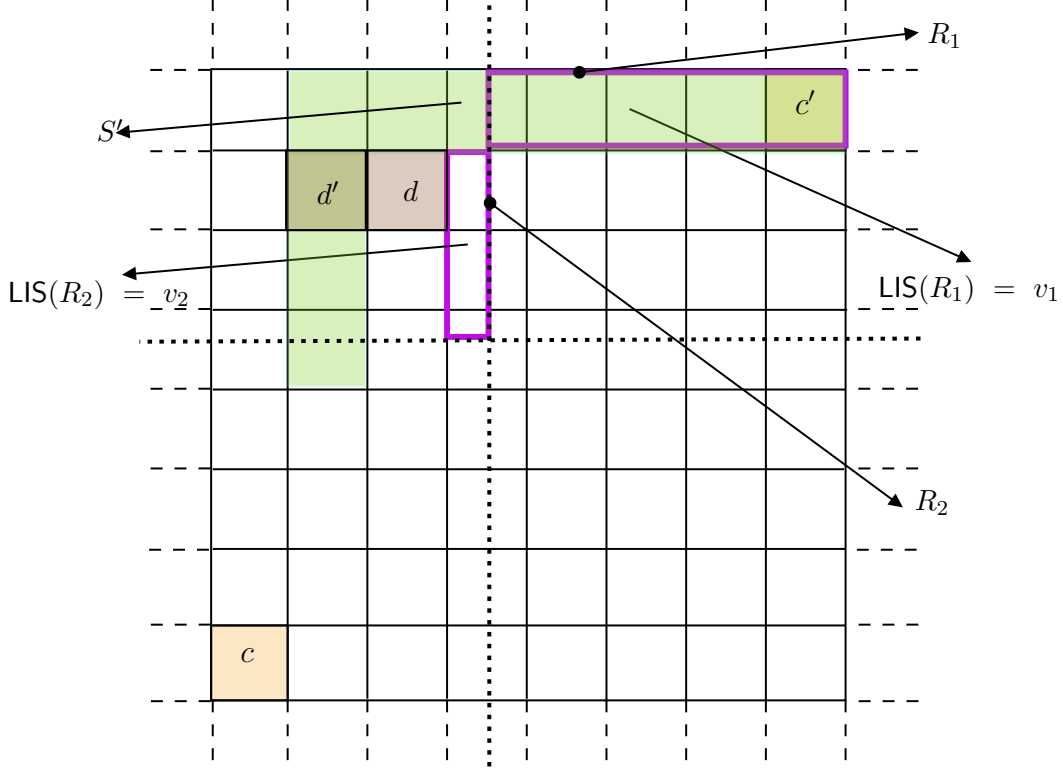 R₁
c′
S′
d′
d
LIS(R₂) = v₂
LIS(R₁) = v₁
R₂
c